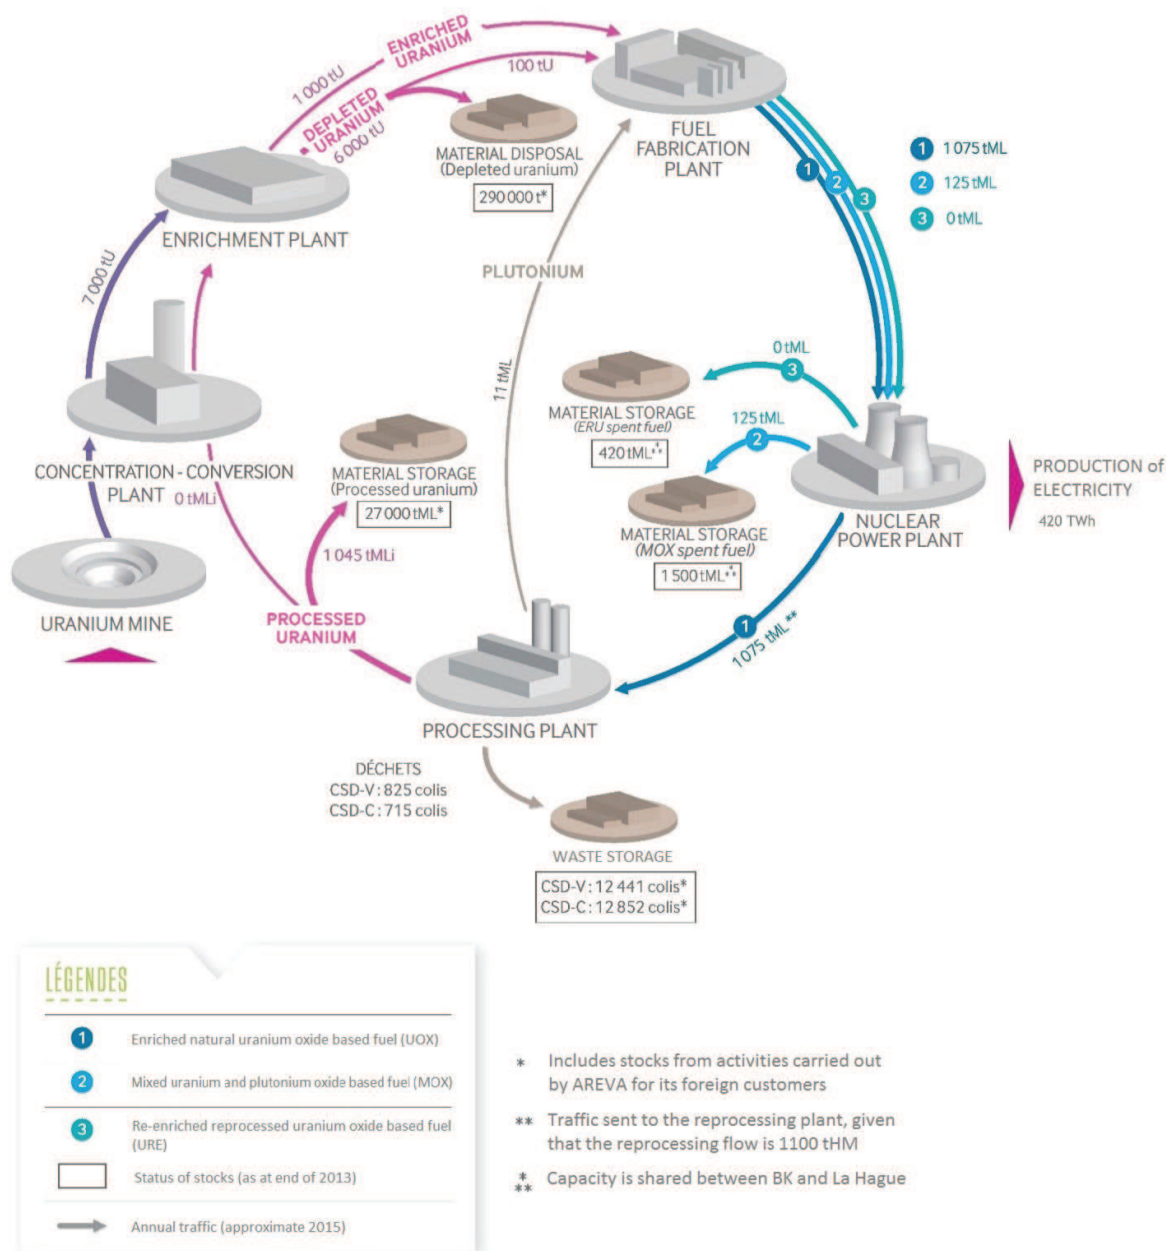 ENRICHED
URANIUM
1 000 tU
100 tU
DEPLETED
URANIUM
6 000 tU
MATERIAL DISPOSAL
(Depleted uranium)
290 000 t*
FUEL
FABRICATION
PLANT
1 1 075 tML
2 125 tML
3 0 tML
1
2
3
ENRICHMENT PLANT
7 000 tU
PLUTONIUM
11 tML
0 tML
3
MATERIAL STORAGE
(ERU spent fuel)
420 tML⁂
125 tML
2
MATERIAL STORAGE
(MOX spent fuel)
1 500 tML⁂
NUCLEAR
POWER PLANT
PRODUCTION of
ELECTRICITY
420 TWh
CONCENTRATION - CONVERSION
PLANT
0 tMLi
MATERIAL STORAGE
(Processed uranium)
27 000 tML*
1 045 tMLi
URANIUM MINE
PROCESSED
URANIUM
1
1 075 tML**
PROCESSING PLANT
DÉCHETS
CSD-V : 825 colis
CSD-C : 715 colis
WASTE STORAGE
CSD-V : 12 441 colis*
CSD-C : 12 852 colis*
LÉGENDES
1 Enriched natural uranium oxide based fuel (UOX)
2 Mixed uranium and plutonium oxide based fuel (MOX)
3 Re-enriched reprocessed uranium oxide based fuel
(URE)
Status of stocks (as at end of 2013)
Annual traffic (approximate 2015)
* Includes stocks from activities carried out
by AREVA for its foreign customers
** Traffic sent to the reprocessing plant, given
that the reprocessing flow is 1100 tHM
⁂ Capacity is shared between BK and La Hague